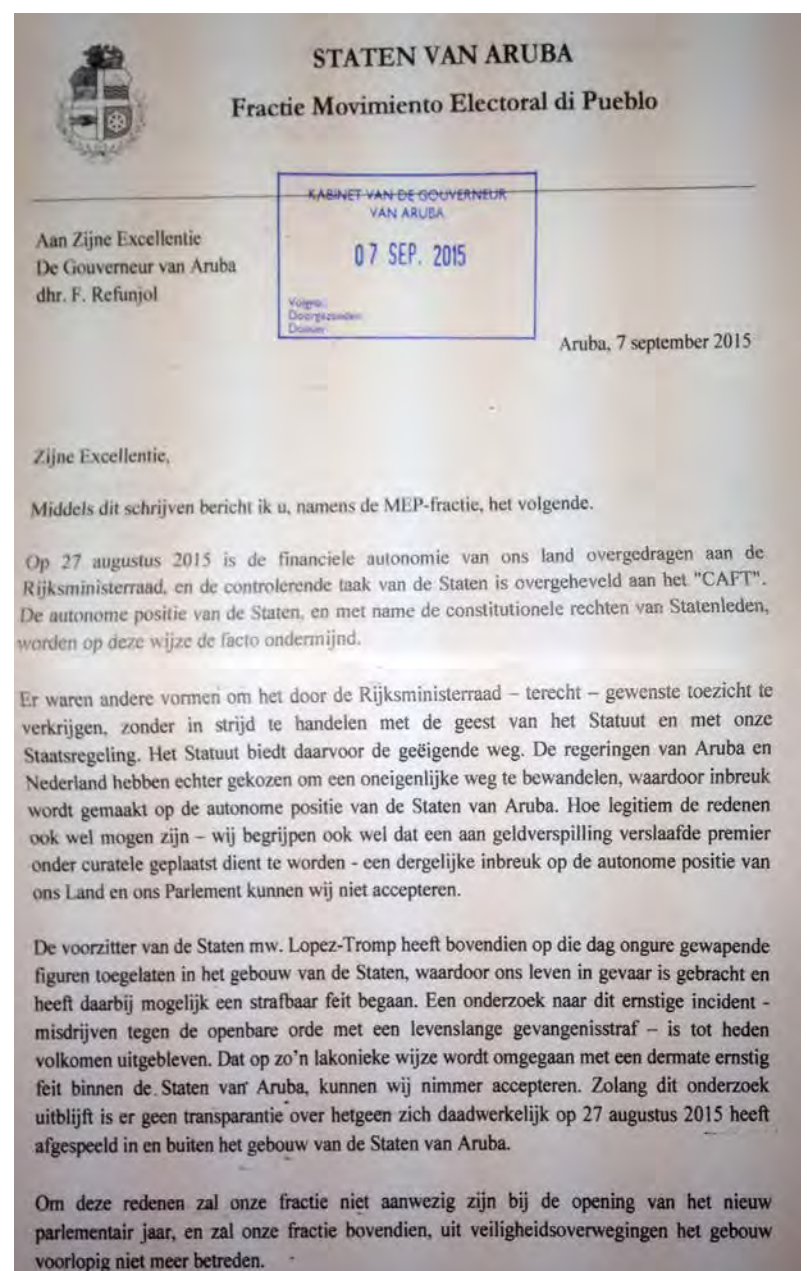 STATEN VAN ARUBA
Fractie Movimiento Electoral di Pueblo
KABINET VAN DE GOUVERNEUR
VAN ARUBA
07 SEP. 2015
Volgnr.
Doorgezonden
Dossier
Aan Zijne Excellentie
De Gouverneur van Aruba
dhr. F. Refunjol
Aruba, 7 september 2015
Zijne Excellentie,
Middels dit schrijven bericht ik u, namens de MEP-fractie, het volgende.
Op 27 augustus 2015 is de financiele autonomie van ons land overgedragen aan de
Rijksministerraad, en de controlerende taak van de Staten is overgeheveld aan het "CAFT".
De autonome positie van de Staten, en met name de constitutionele rechten van Statenleden,
worden op deze wijze de facto ondermijnd.
Er waren andere vormen om het door de Rijksministerraad – terecht – gewenste toezicht te
verkrijgen, zonder in strijd te handelen met de geest van het Statuut en met onze
Staatsregeling. Het Statuut biedt daarvoor de geëigende weg. De regeringen van Aruba en
Nederland hebben echter gekozen om een oneigenlijke weg te bewandelen, waardoor inbreuk
wordt gemaakt op de autonome positie van de Staten van Aruba. Hoe legitiem de redenen
ook wel mogen zijn – wij begrijpen ook wel dat een aan geldverspilling verslaafde premier
onder curatele geplaatst dient te worden - een dergelijke inbreuk op de autonome positie van
ons Land en ons Parlement kunnen wij niet accepteren.
De voorzitter van de Staten mw. Lopez-Tromp heeft bovendien op die dag ongure gewapende
figuren toegelaten in het gebouw van de Staten, waardoor ons leven in gevaar is gebracht en
heeft daarbij mogelijk een strafbaar feit begaan. Een onderzoek naar dit ernstige incident -
misdrijven tegen de openbare orde met een levenslange gevangenisstraf – is tot heden
volkomen uitgebleven. Dat op zo'n lakonieke wijze wordt omgegaan met een dermate ernstig
feit binnen de Staten van Aruba, kunnen wij nimmer accepteren. Zolang dit onderzoek
uitblijft is er geen transparantie over hetgeen zich daadwerkelijk op 27 augustus 2015 heeft
afgespeeld in en buiten het gebouw van de Staten van Aruba.
Om deze redenen zal onze fractie niet aanwezig zijn bij de opening van het nieuw
parlementair jaar, en zal onze fractie bovendien, uit veiligheidsoverwegingen het gebouw
voorlopig niet meer betreden.